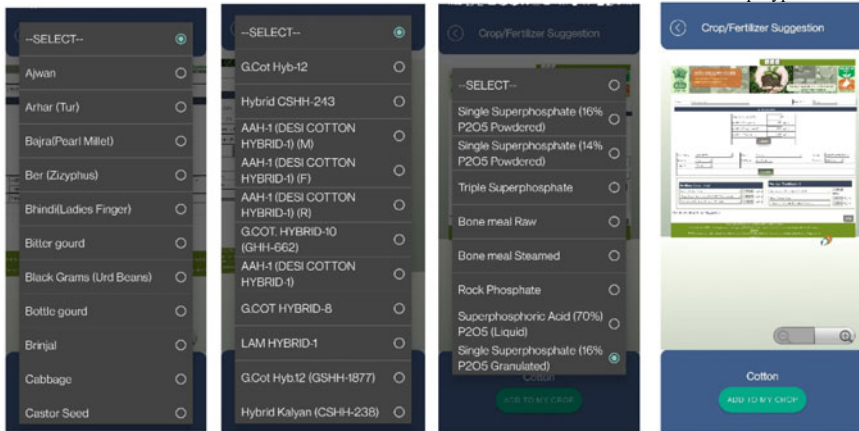 --SELECT--
Ajwan
Arhar (Tur)
Bajra(Pearl Millet)
Ber (Zizyphus)
Bhindi(Ladies Finger)
Bitter gourd
Black Grams (Urd Beans)
Bottle gourd
Brinjal
Cabbage
Castor Seed
--SELECT--
G.Cot Hyb-12
Hybrid CSHH-243
AAH-1 (DESI COTTON
HYBRID-1) (M)
AAH-1 (DESI COTTON
HYBRID-1) (F)
AAH-1 (DESI COTTON
HYBRID-1) (R)
G.COT. HYBRID-10
(GHH-662)
AAH-1 (DESI COTTON
HYBRID-1)
G.COT HYBRID-8
LAM HYBRID-1
G.Cot Hyb.12 (GSHH-1877)
Hybrid Kalyan (CSHH-238)
Crop/Fertilizer Suggestion
--SELECT--
Single Superphosphate (16%
P2O5 Powdered)
Single Superphosphate (14%
P2O5 Powdered)
Triple Superphosphate
Bone meal Raw
Bone meal Steamed
Rock Phosphate
Superphosphoric Acid (70%)
P2O5 (Liquid)
Single Superphosphate (16%
P2O5 Granulated)
Cotton
ADD TO MY CROP
Crop/Fertilizer Suggestion
Cotton
ADD TO MY CROP